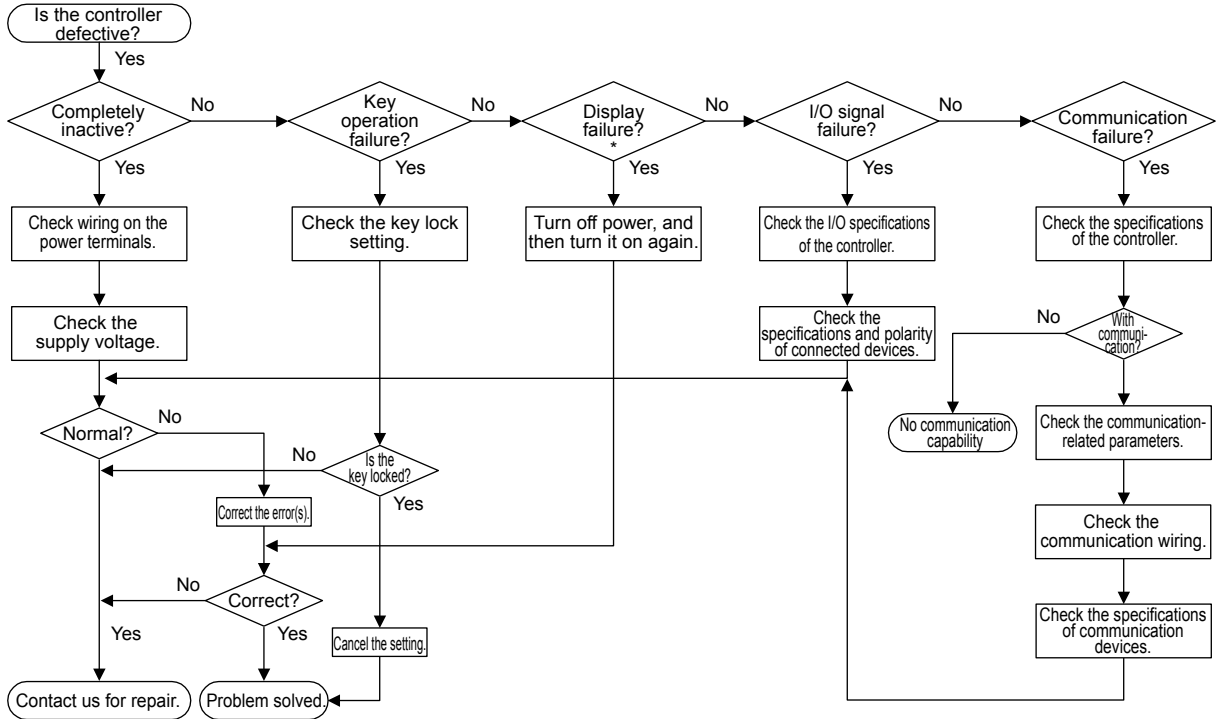 Is the controller
defective?
Yes
Completely
inactive?
No
Key
operation
failure?
No
Display
failure?
*
No
I/O signal
failure?
No
Communication
failure?
Yes
Yes
Yes
Yes
Yes
Check wiring on the
power terminals.
Check the key lock
setting.
Turn off power, and
then turn it on again.
Check the I/O specifications
of the controller.
Check the specifications
of the controller.
Check the
supply voltage.
Check the
specifications and polarity
of connected devices.
No
With
communi-
cation?
Normal?
No
No communication
capability
Check the communication-
related parameters.
No
Is the
key locked?
Yes
Correct the error(s).
Check the
communication wiring.
No
Correct?
Yes
Yes
Cancel the setting.
Check the specifications
of communication
devices.
Contact us for repair.
Problem solved.